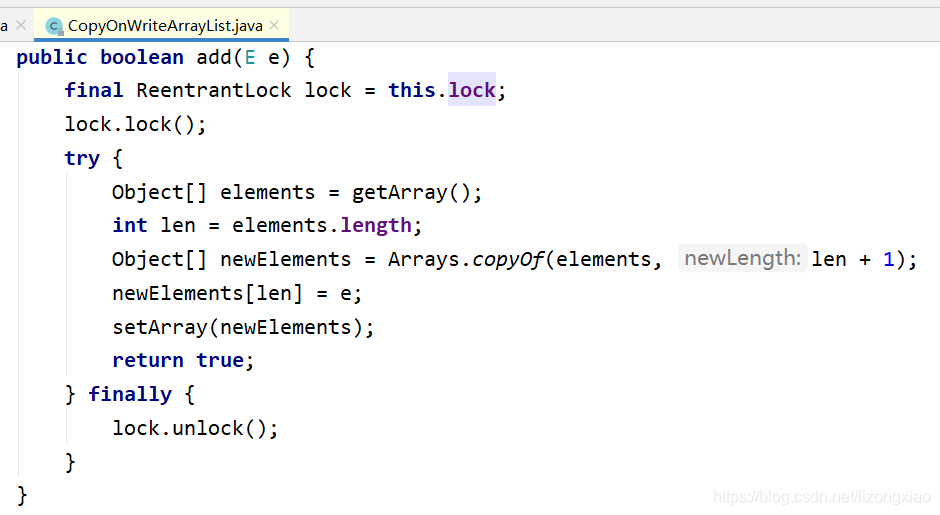 a × C CopyOnWriteArrayList.java ×
public boolean add(E e) {
    final ReentrantLock lock = this.lock;
    lock.lock();
    try {
        Object[] elements = getArray();
        int len = elements.length;
        Object[] newElements = Arrays.copyOf(elements, newLength: len + 1);
        newElements[len] = e;
        setArray(newElements);
        return true;
    } finally {
        lock.unlock();
    }
}
https://blog.csdn.net/lizongxiao